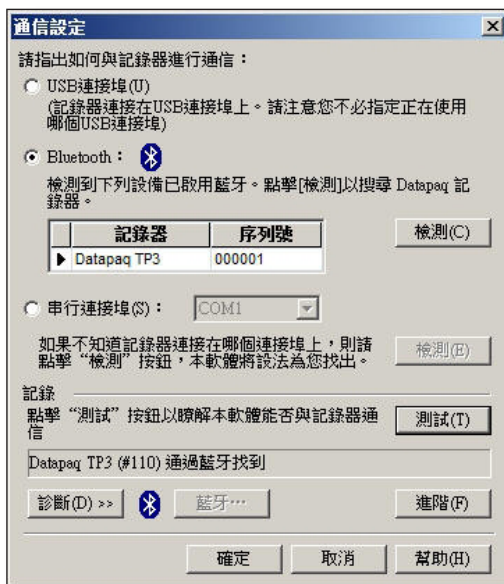 通信設定
請指出如何與記錄器進行通信：
USB連接埠(U)
(記錄器連接在USB連接埠上。請注意您不必指定正在使用
哪個USB連接埠)
Bluetooth：
檢測到下列設備已啟用藍牙。點擊[檢測]以搜尋 Datapaq 記
錄器。
記錄器 序列號
檢測(C)
Datapaq TP3 000001
串行連接埠(S)： COM1
如果不知道記錄器連接在哪個連接埠上，則請
點擊“檢測”按鈕，本軟體將設法為您找出。
檢測(E)
記錄
點擊“測試”按鈕以瞭解本軟體能否與記錄器通
信
測試(T)
Datapaq TP3 (#110) 通過藍牙找到
診斷(D) >> 藍牙… 進階(F)
確定 取消 幫助(H)